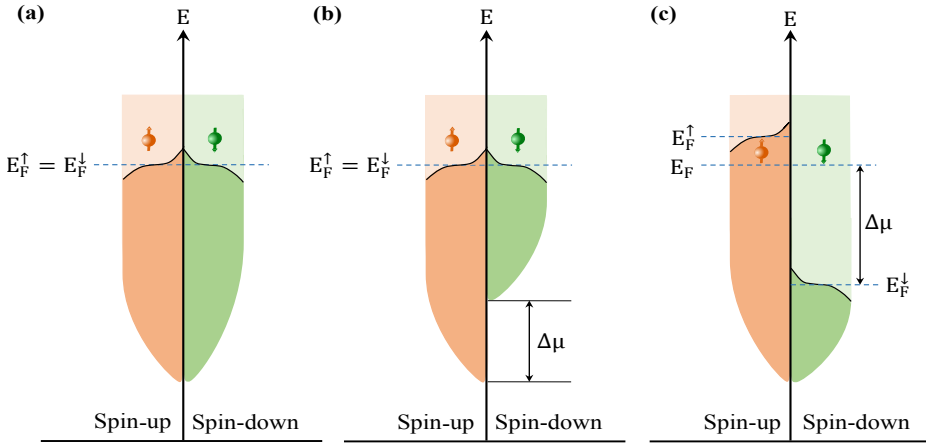 (a)
E
E_F^↑ = E_F^↓
Spin-up
Spin-down
(b)
E
E_F^↑ = E_F^↓
Δμ
Spin-up
Spin-down
(c)
E
E_F^↑
E_F
Δμ
E_F^↓
Spin-up
Spin-down